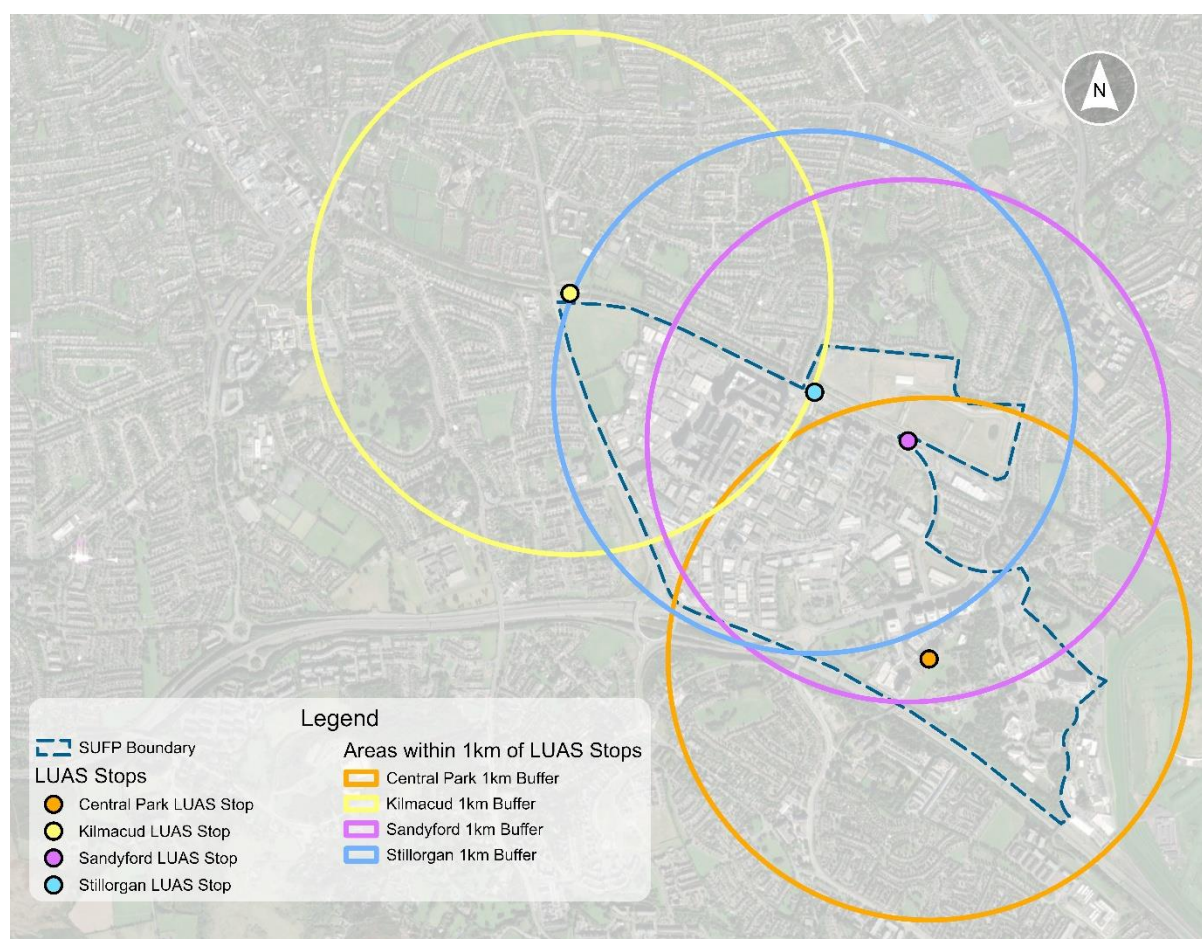 N
Legend
SUFP Boundary
LUAS Stops
Central Park LUAS Stop
Kilmacud LUAS Stop
Sandyford LUAS Stop
Stillorgan LUAS Stop
Areas within 1km of LUAS Stops
Central Park 1km Buffer
Kilmacud 1km Buffer
Sandyford 1km Buffer
Stillorgan 1km Buffer